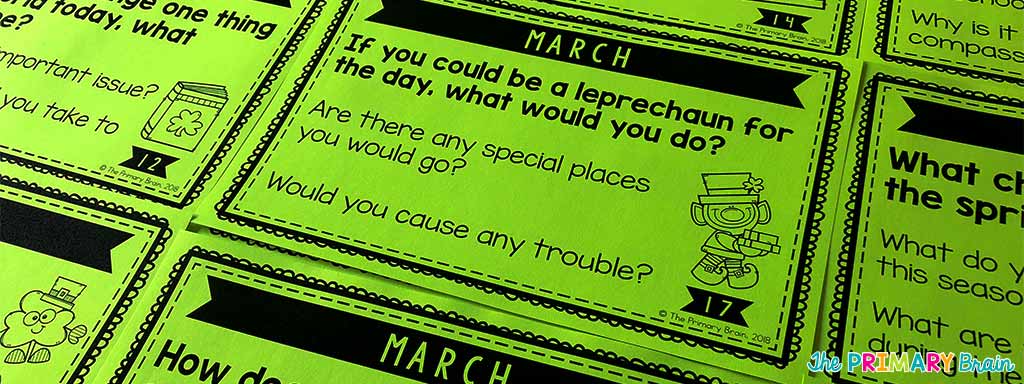 nge one thing
rld today, what
e?
mportant issue?
you take to
12
© The Primary Brain, 2018
© The Primary Brain, 2018
14
Why is it
compass
MARCH
If you could be a leprechaun for
the day, what would you do?
Are there any special places
you would go?
Would you cause any trouble?
17
© The Primary Brain, 2018
What ch
the spri
What do y
this seaso
What are
during the
MARCH
How do
The PRIMARY Brain